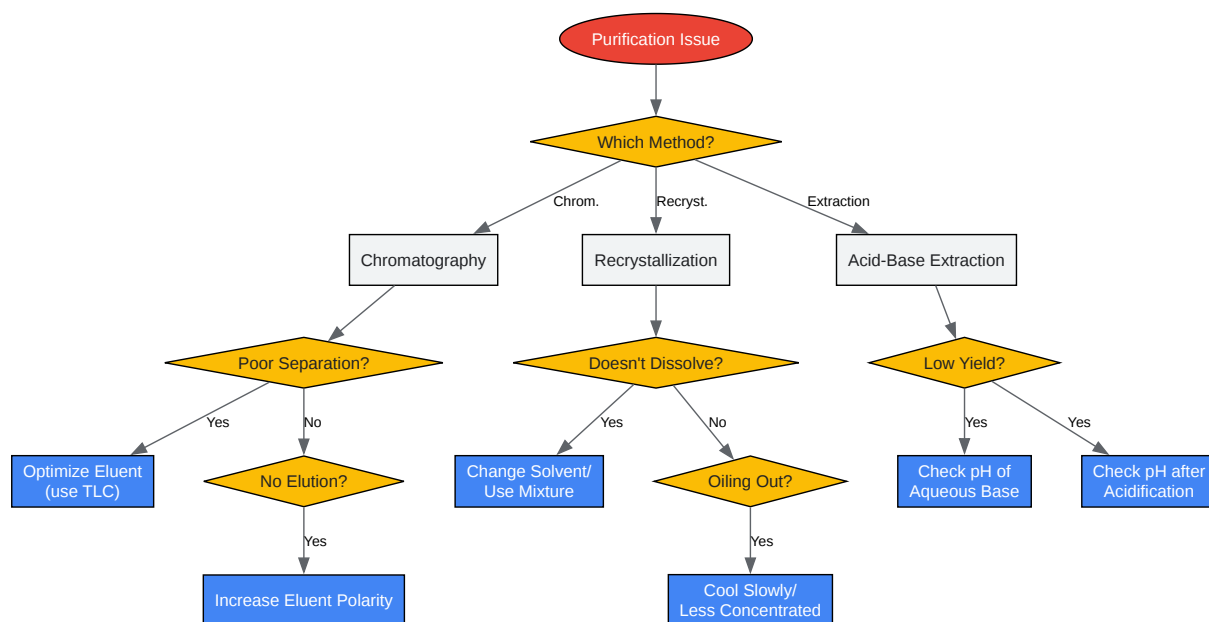 Purification Issue
Which Method?
Chrom.
Recryst.
Extraction
Chromatography
Recrystallization
Acid-Base Extraction
Poor Separation?
Doesn't Dissolve?
Low Yield?
Yes
No
Yes
No
Yes
Yes
Optimize Eluent
(use TLC)
No Elution?
Change Solvent/
Use Mixture
Oiling Out?
Check pH of
Aqueous Base
Check pH after
Acidification
Yes
Yes
Increase Eluent Polarity
Cool Slowly/
Less Concentrated